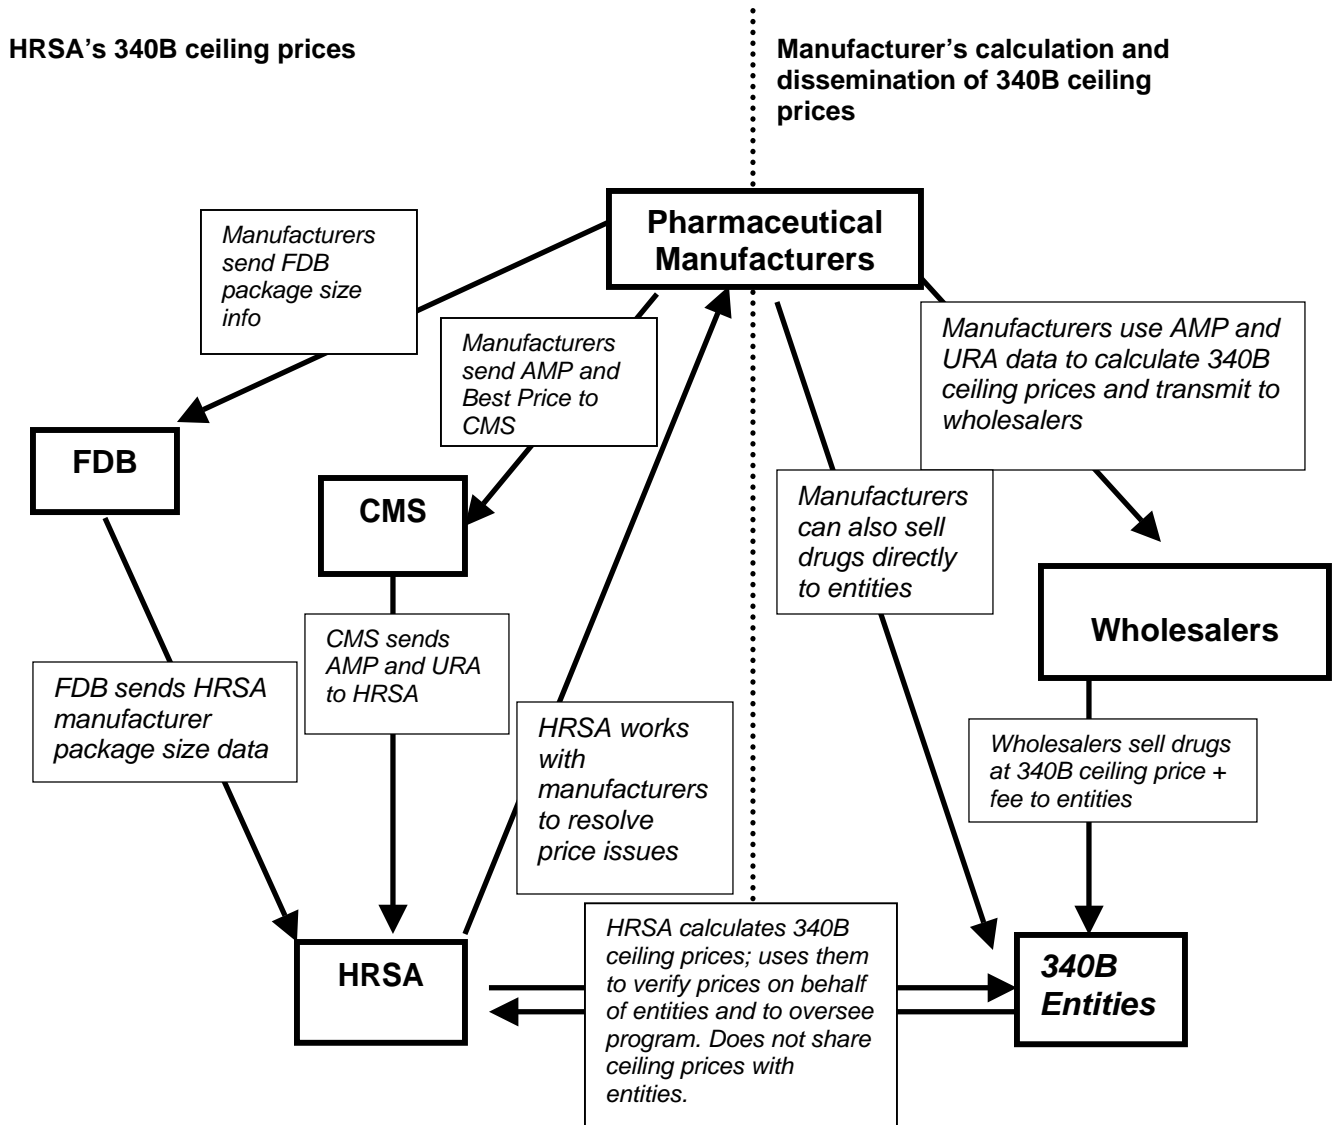 HRSA’s 340B ceiling prices
Manufacturer’s calculation and
dissemination of 340B ceiling
prices
Pharmaceutical
Manufacturers
Manufacturers
send FDB
package size
info
Manufacturers
send AMP and
Best Price to
CMS
Manufacturers use AMP and
URA data to calculate 340B
ceiling prices and transmit to
wholesalers
FDB
CMS
Manufacturers
can also sell
drugs directly
to entities
Wholesalers
CMS sends
AMP and URA
to HRSA
FDB sends HRSA
manufacturer
package size data
HRSA works
with
manufacturers
to resolve
price issues
Wholesalers sell drugs
at 340B ceiling price +
fee to entities
HRSA
HRSA calculates 340B
ceiling prices; uses them
to verify prices on behalf
of entities and to oversee
program. Does not share
ceiling prices with
entities.
340B
Entities